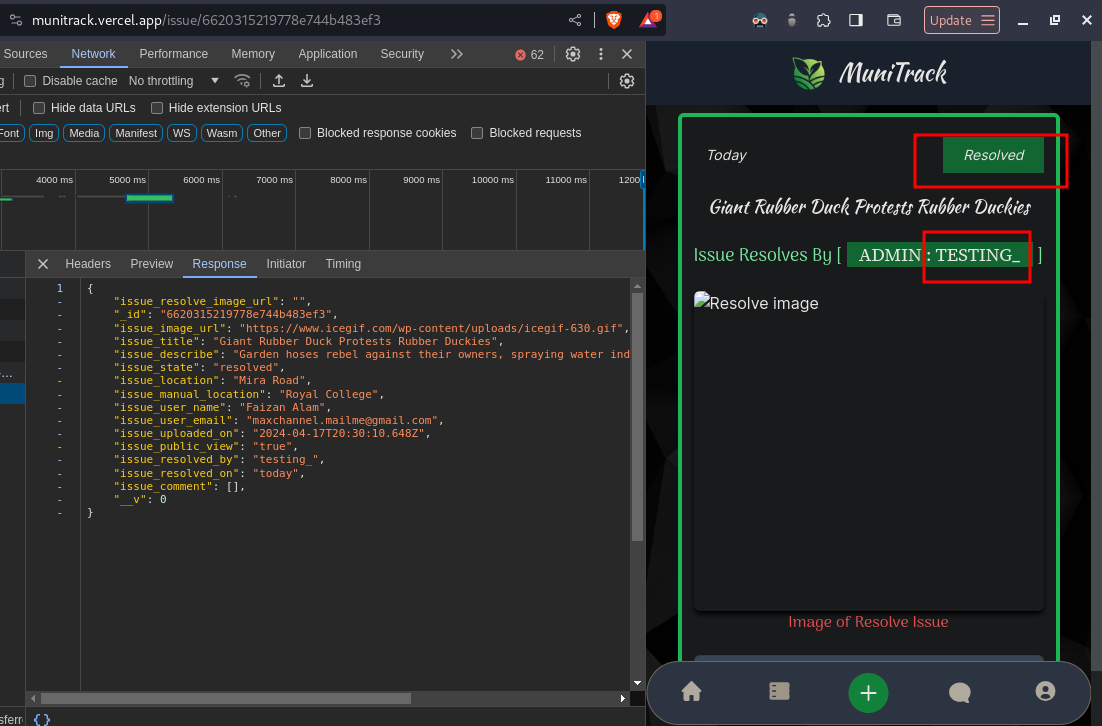 munitrack.vercel.app/issue/6620315219778e744b483ef3
1
Update
Sources Network Performance Memory Application Security 62
g Disable cache No throttling
ert Hide data URLs Hide extension URLs
Font Img Media Manifest WS Wasm Other Blocked response cookies Blocked requests
4000 ms 5000 ms 6000 ms 7000 ms 8000 ms 9000 ms 10000 ms 11000 ms 1200
Headers Preview Response Initiator Timing
1 {
- "issue_resolve_image_url": "",
- "_id": "6620315219778e744b483ef3",
- "issue_image_url": "https://www.icegif.com/wp-content/uploads/icegif-630.gif",
- "issue_title": "Giant Rubber Duck Protests Rubber Duckies",
- "issue_describe": "Garden hoses rebel against their owners, spraying water ind
- "issue_state": "resolved",
- "issue_location": "Mira Road",
- "issue_manual_location": "Royal College",
- "issue_user_name": "Faizan Alam",
- "issue_user_email": "maxchannel.mailme@gmail.com",
- "issue_uploaded_on": "2024-04-17T20:30:10.648Z",
- "issue_public_view": "true",
- "issue_resolved_by": "testing_",
- "issue_resolved_on": "today",
- "issue_comment": [],
- "__v": 0
- }
...
sferr {}
MuniTrack
Today Resolved
Giant Rubber Duck Protests Rubber Duckies
Issue Resolves By [ ADMIN : TESTING_ ]
Resolve image
Image of Resolve Issue